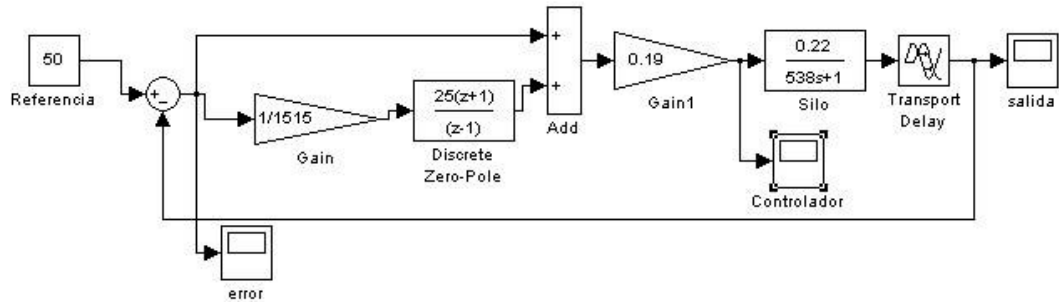 50
Referencia
+
−
1/1515
Gain
25(z+1)
(z-1)
Discrete
Zero-Pole
+
+
Add
0.19
Gain1
0.22
538s+1
Silo
Transport
Delay
salida
Controlador
error